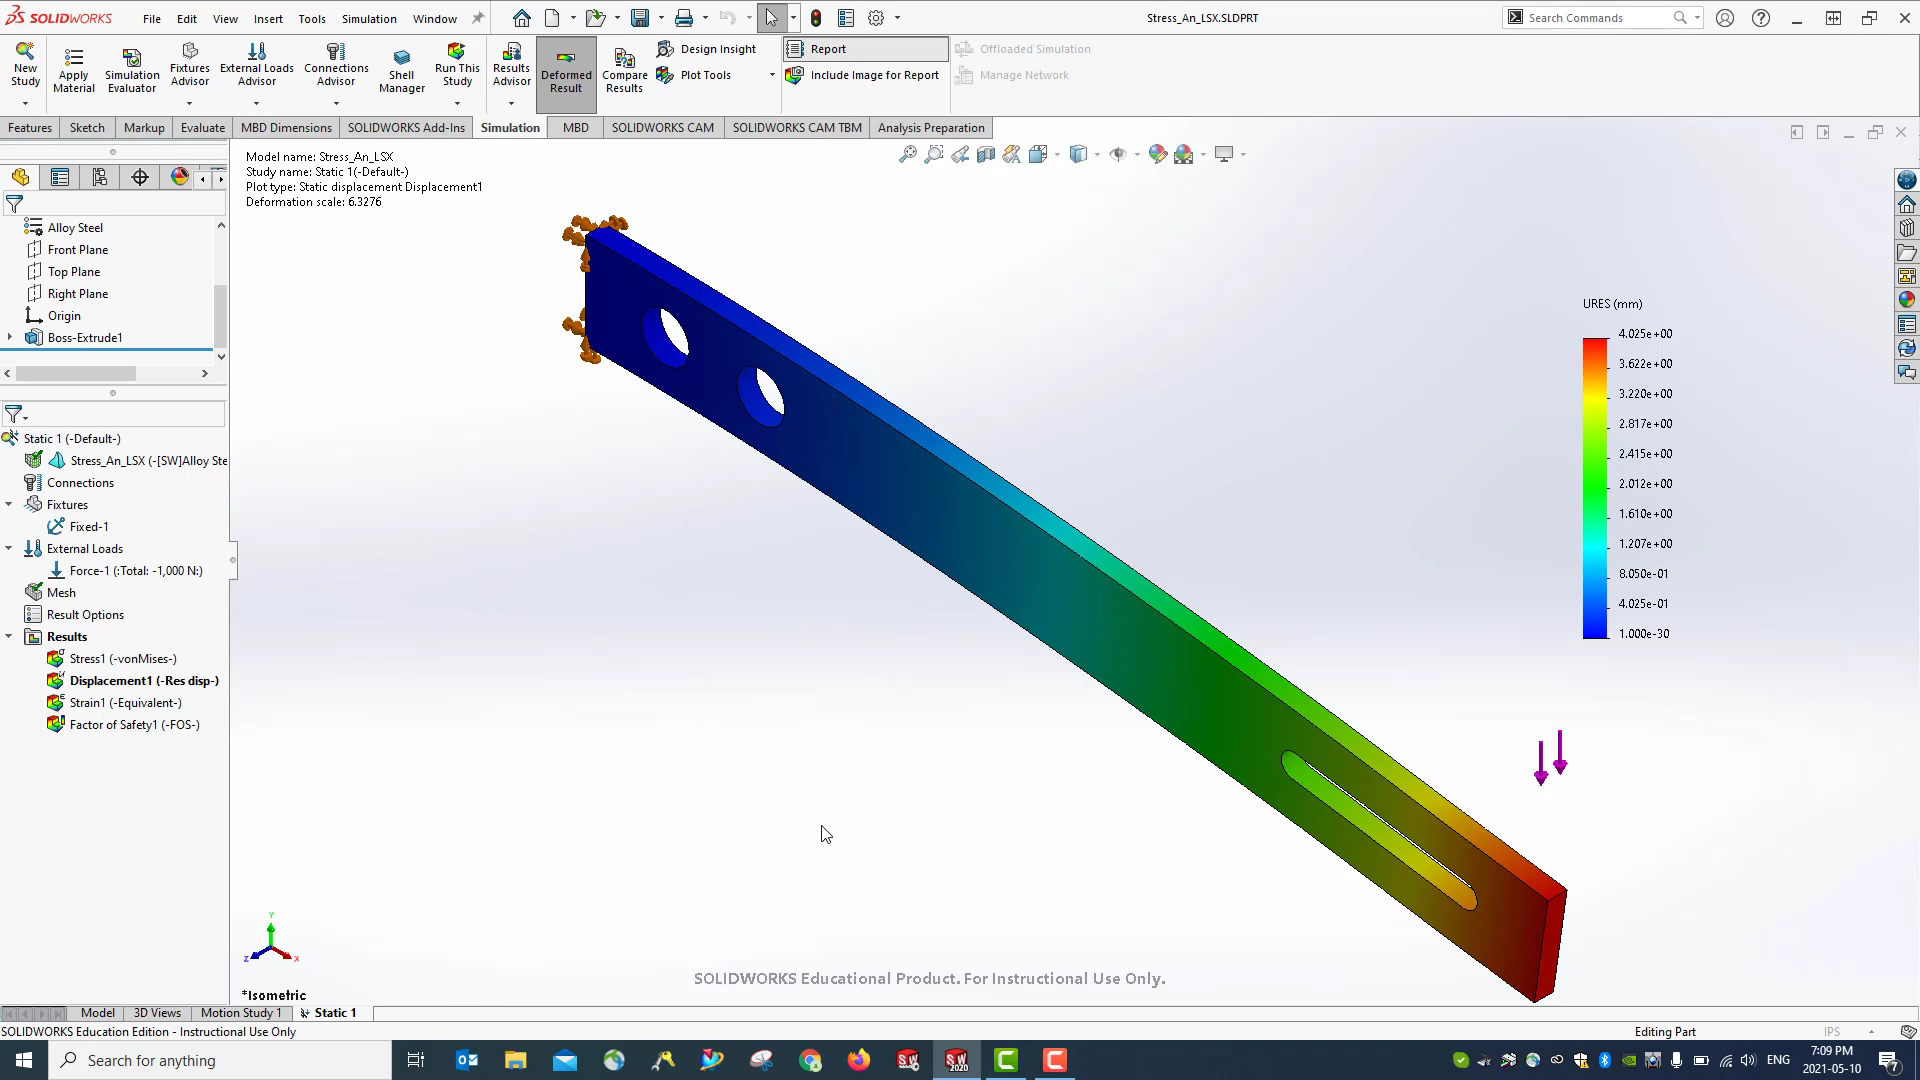 SOLIDWORKS
File Edit View Insert Tools Simulation Window
Stress_An_LSX.SLDPRT
Search Commands
New Study
Apply Material
Simulation Evaluator
Fixtures Advisor
External Loads Advisor
Connections Advisor
Shell Manager
Run This Study
Results Advisor
Deformed Result
Compare Results
Design Insight
Plot Tools
Report
Include Image for Report
Offloaded Simulation
Manage Network
Features Sketch Markup Evaluate MBD Dimensions SOLIDWORKS Add-Ins Simulation MBD SOLIDWORKS CAM SOLIDWORKS CAM TBM Analysis Preparation
Model name: Stress_An_LSX
Study name: Static 1(-Default-)
Plot type: Static displacement Displacement1
Deformation scale: 6.3276
Alloy Steel
Front Plane
Top Plane
Right Plane
Origin
Boss-Extrude1
Static 1 (-Default-)
Stress_An_LSX (-[SW]Alloy Ste
Connections
Fixtures
Fixed-1
External Loads
Force-1 (:Total: -1,000 N:)
Mesh
Result Options
Results
Stress1 (-vonMises-)
Displacement1 (-Res disp-)
Strain1 (-Equivalent-)
Factor of Safety1 (-FOS-)
URES (mm)
4.025e+00
3.622e+00
3.220e+00
2.817e+00
2.415e+00
2.012e+00
1.610e+00
1.207e+00
8.050e-01
4.025e-01
1.000e-30
Y
Z
X
SOLIDWORKS Educational Product. For Instructional Use Only.
*Isometric
Model 3D Views Motion Study 1 Static 1
SOLIDWORKS Education Edition - Instructional Use Only
Editing Part
IPS
Search for anything
SW 2020
ENG
7:09 PM
2021-05-10
7